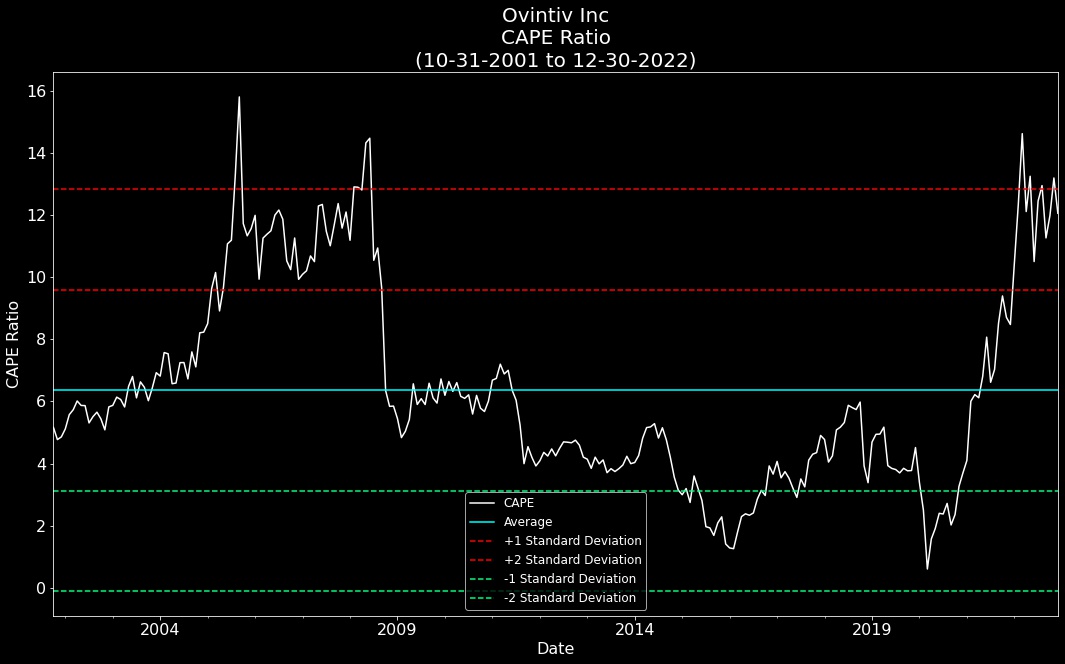 Ovintiv Inc
CAPE Ratio
(10-31-2001 to 12-30-2022)
16
14
12
10
8
6
4
2
0
CAPE Ratio
CAPE
Average
+1 Standard Deviation
+2 Standard Deviation
-1 Standard Deviation
-2 Standard Deviation
2004
2009
2014
2019
Date